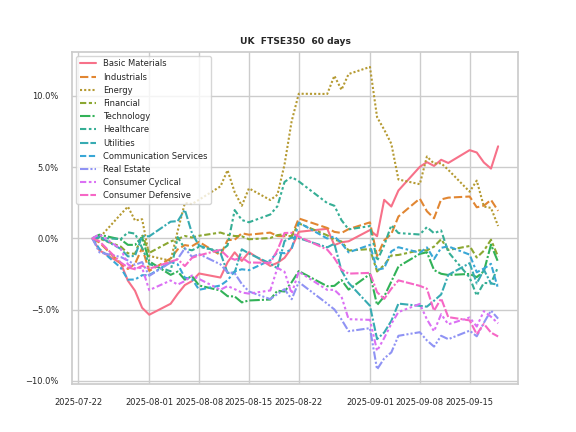 UK FTSE350 60 days
Basic Materials
Industrials
Energy
Financial
Technology
Healthcare
Utilities
Communication Services
Real Estate
Consumer Cyclical
Consumer Defensive
10.0%
5.0%
0.0%
−5.0%
−10.0%
2025-07-22 2025-08-01 2025-08-08 2025-08-15 2025-08-22 2025-09-01 2025-09-08 2025-09-15